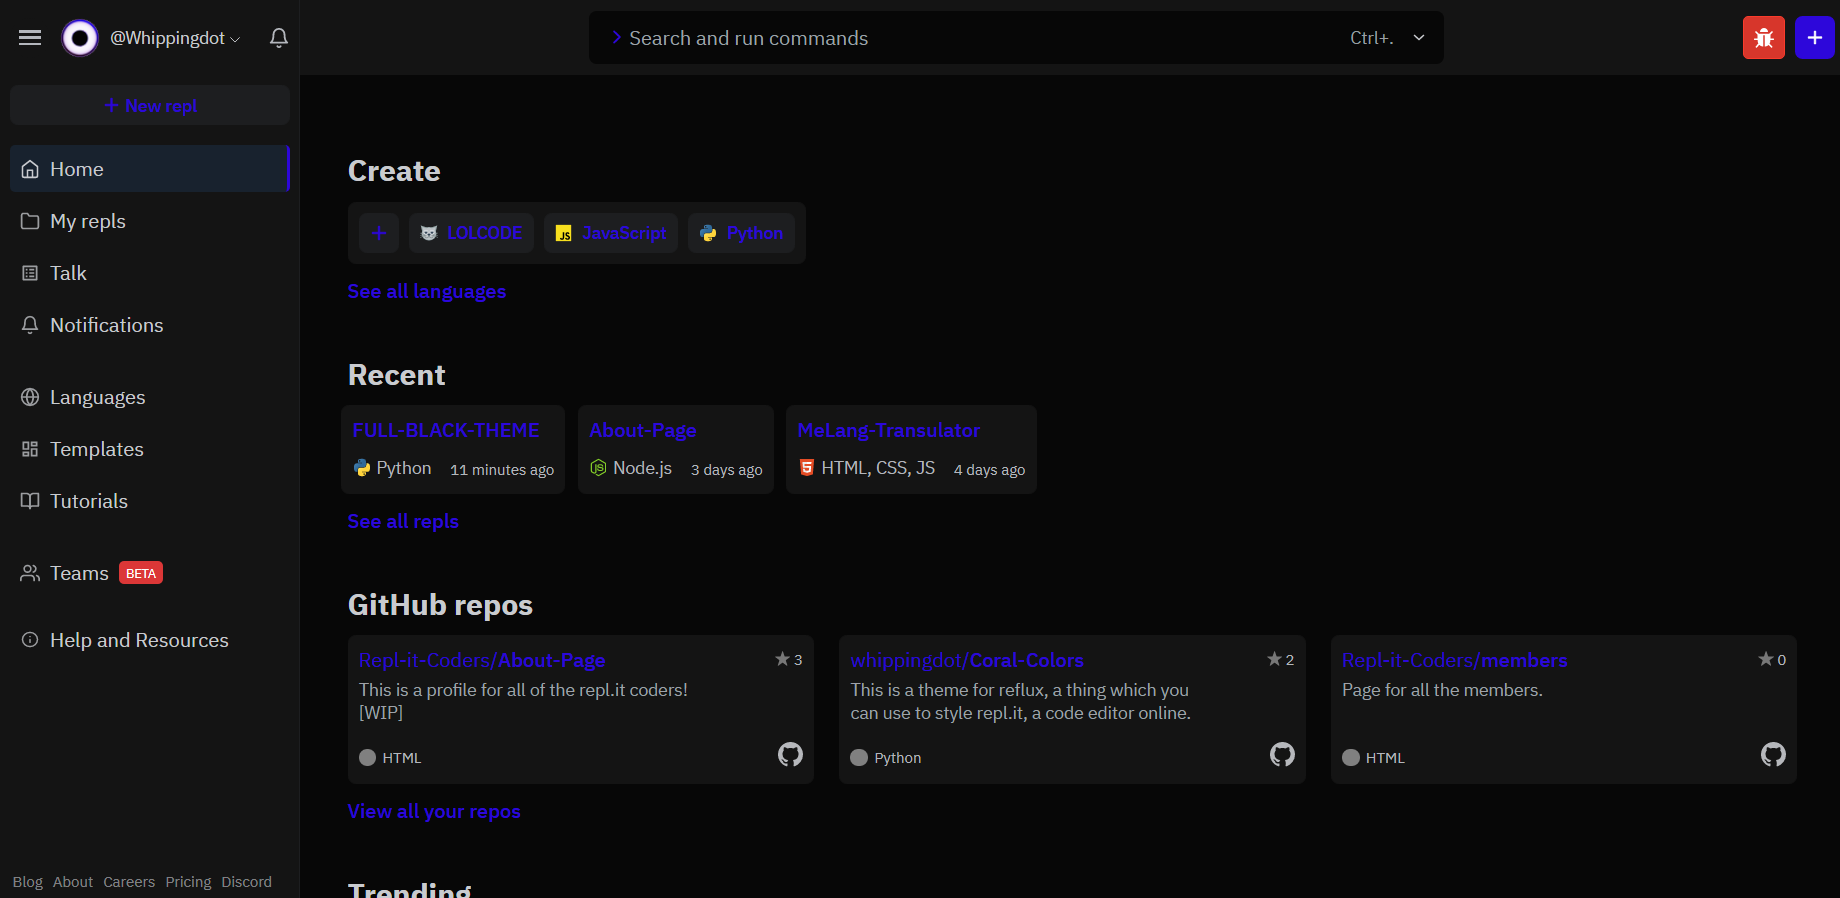 @Whippingdot
Search and run commands
Ctrl+.
+
+ New repl
Home
My repls
Talk
Notifications
Languages
Templates
Tutorials
Teams BETA
Help and Resources
Blog About Careers Pricing Discord
Create
+ LOLCODE JS JavaScript Python
See all languages
Recent
FULL-BLACK-THEME
Python 11 minutes ago
About-Page
Node.js 3 days ago
MeLang-Transulator
HTML, CSS, JS 4 days ago
See all repls
GitHub repos
Repl-it-Coders/About-Page
3
This is a profile for all of the repl.it coders!
[WIP]
HTML
whippingdot/Coral-Colors
2
This is a theme for reflux, a thing which you
can use to style repl.it, a code editor online.
Python
Repl-it-Coders/members
0
Page for all the members.
HTML
View all your repos
Trending